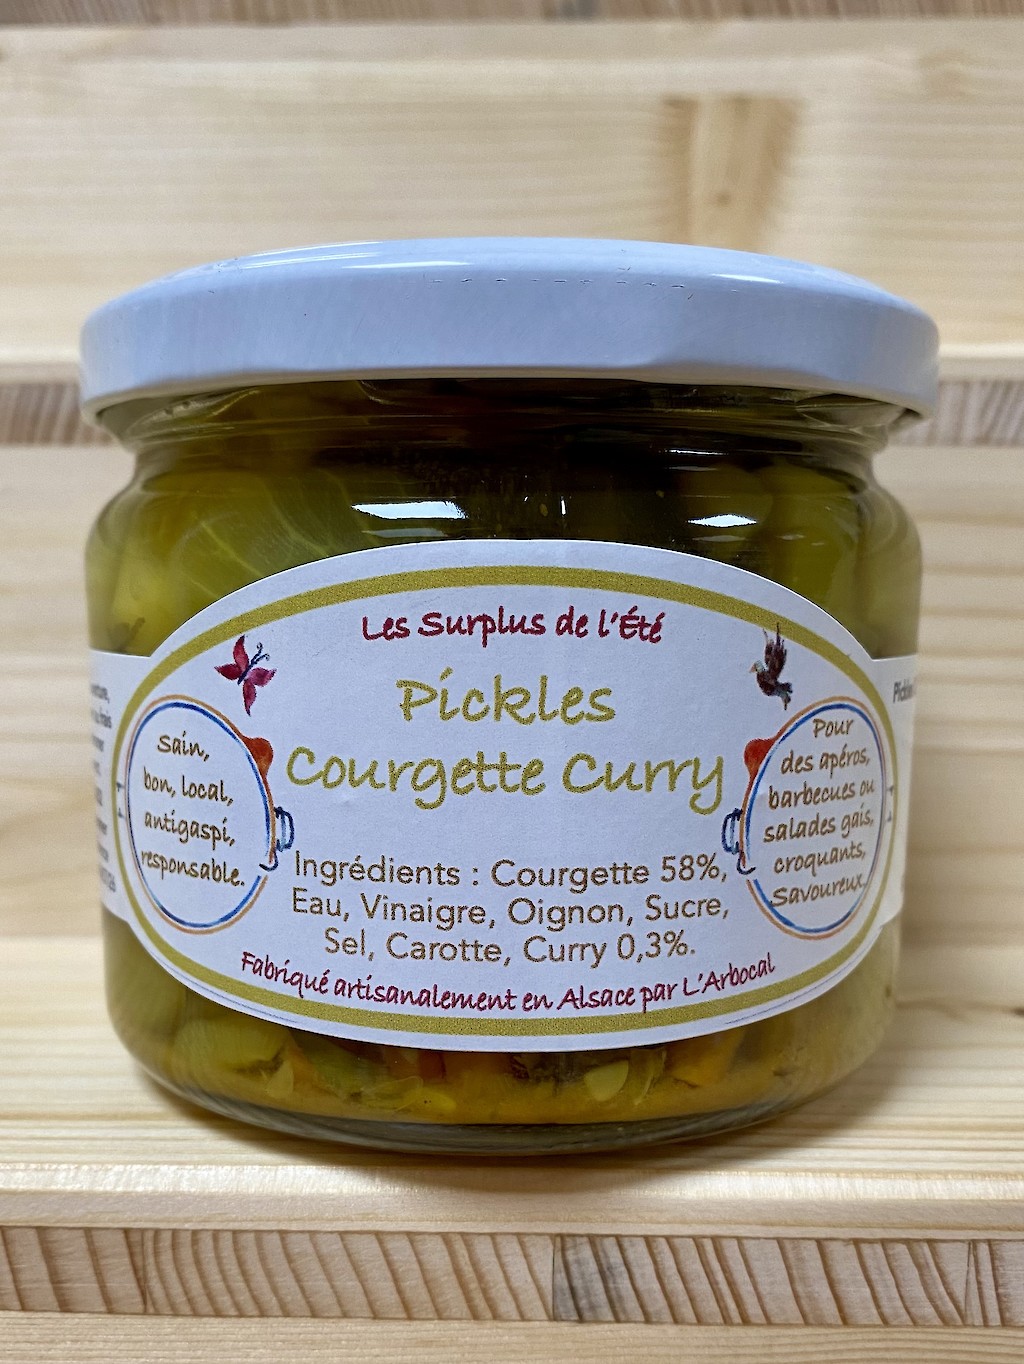 Les Surplus de l'Été
Pickles
Courgette Curry
Sain,
bon, local,
antigaspi,
responsable.
Pour
des apéros,
barbecues ou
salades gais,
croquants,
savoureux
Ingrédients : Courgette 58%,
Eau, Vinaigre, Oignon, Sucre,
Sel, Carotte, Curry 0,3%.
Fabriqué artisanalement en Alsace par L'Arbocal